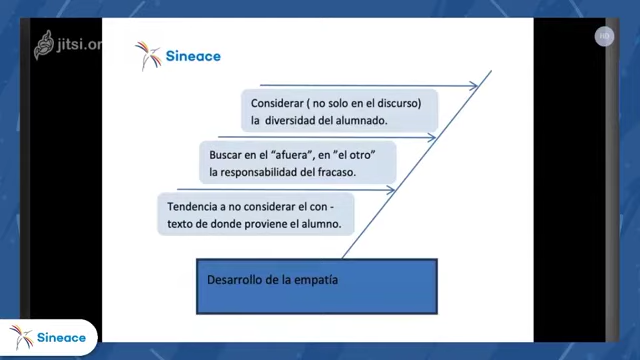 jitsi.or
HD
Sineace
Considerar ( no solo en el discurso)
la diversidad del alumnado.
Buscar en el “afuera”, en ”el otro”
la responsabilidad del fracaso.
Tendencia a no considerar el con -
texto de donde proviene el alumno.
Desarrollo de la empatía
Sineace